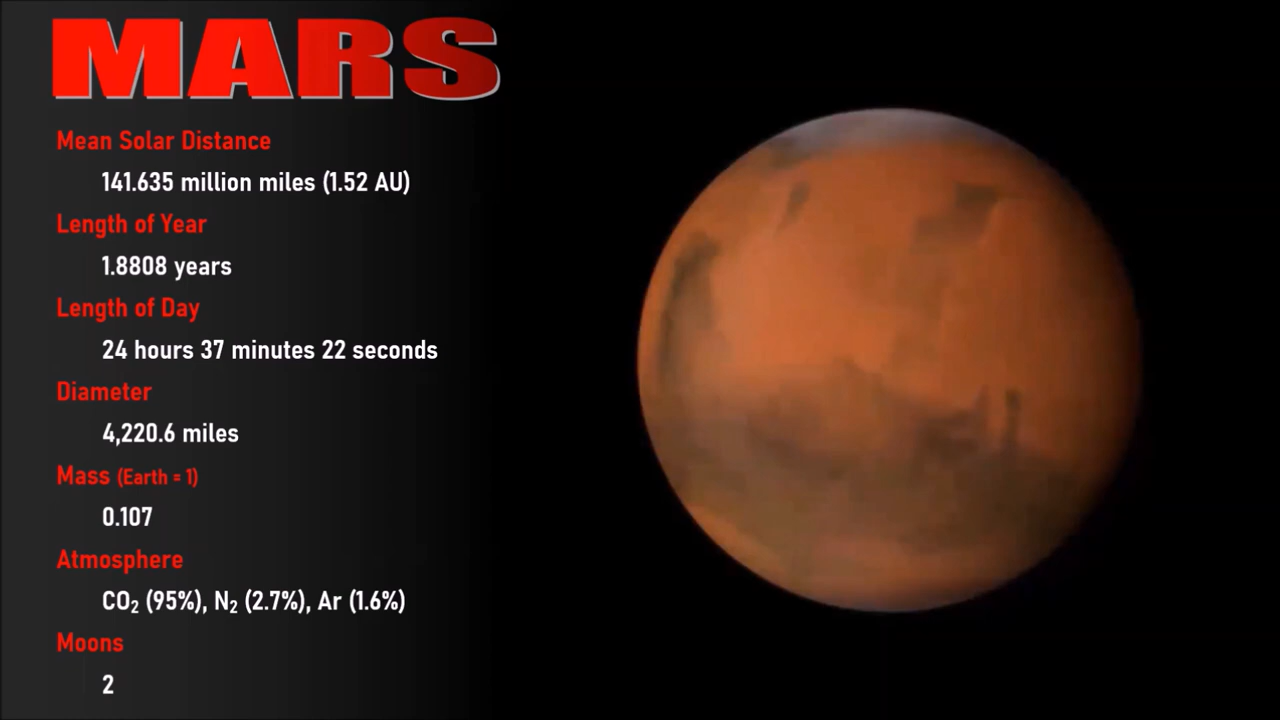 MARS
Mean Solar Distance
141.635 million miles (1.52 AU)
Length of Year
1.8808 years
Length of Day
24 hours 37 minutes 22 seconds
Diameter
4,220.6 miles
Mass (Earth = 1)
0.107
Atmosphere
CO₂ (95%), N₂ (2.7%), Ar (1.6%)
Moons
2